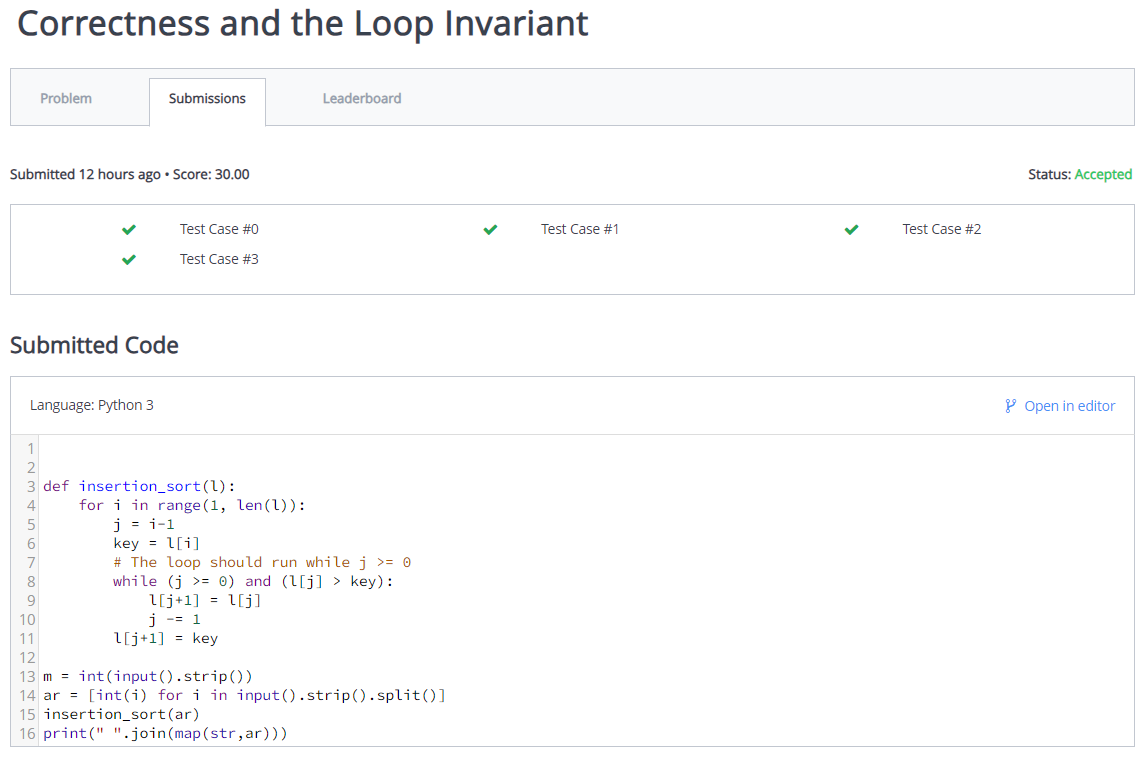 Correctness and the Loop Invariant
Problem Submissions Leaderboard
Submitted 12 hours ago • Score: 30.00 Status: Accepted
Test Case #0 Test Case #1 Test Case #2
Test Case #3
Submitted Code
Language: Python 3 Open in editor
1
2
3 def insertion_sort(l):
4     for i in range(1, len(l)):
5         j = i-1
6         key = l[i]
7         # The loop should run while j >= 0
8         while (j >= 0) and (l[j] > key):
9             l[j+1] = l[j]
10             j -= 1
11         l[j+1] = key
12
13 m = int(input().strip())
14 ar = [int(i) for i in input().strip().split()]
15 insertion_sort(ar)
16 print(" ".join(map(str,ar)))